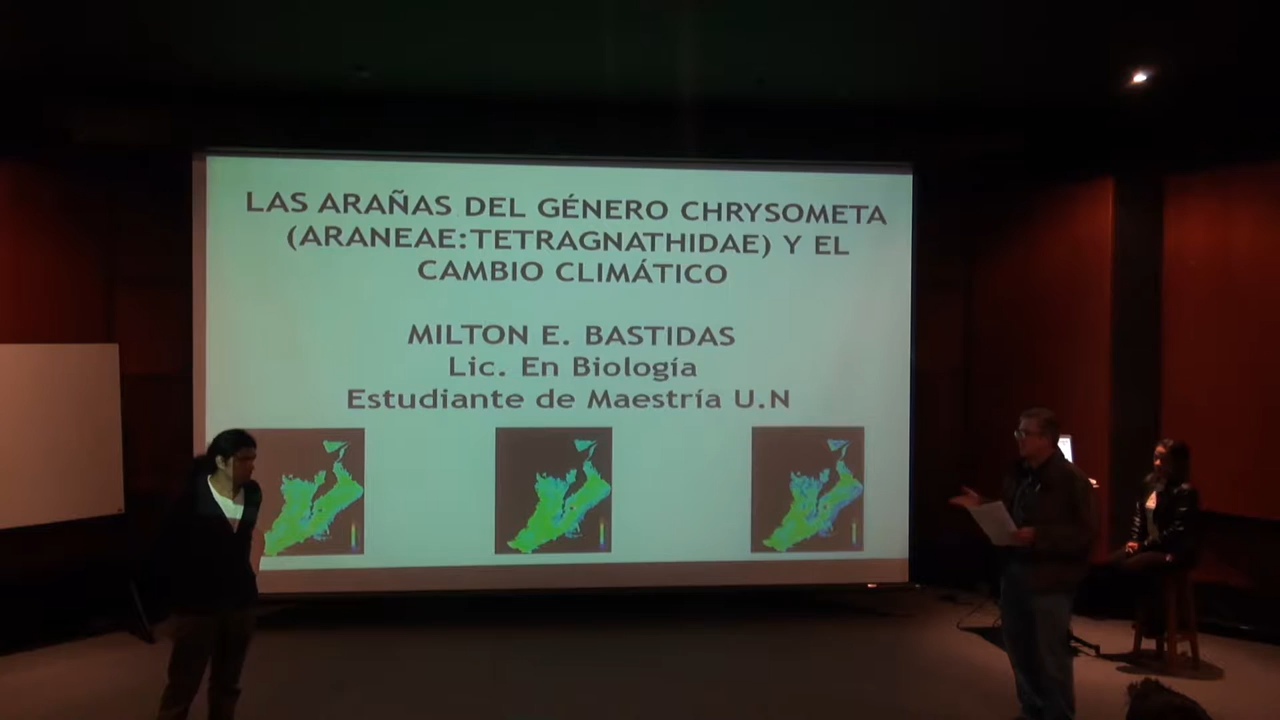 LAS ARAÑAS DEL GÉNERO CHRYSOMETA
(ARANEAE:TETRAGNATHIDAE) Y EL
CAMBIO CLIMÁTICO
MILTON E. BASTIDAS
Lic. En Biología
Estudiante de Maestría U.N